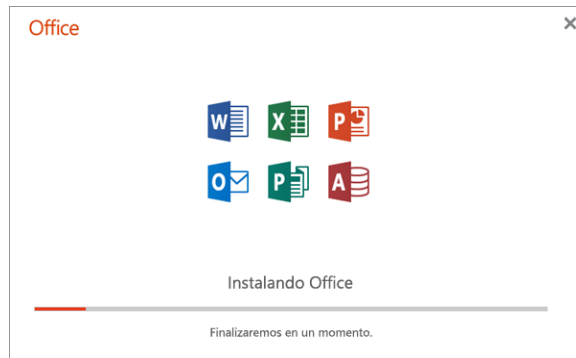 Office
W X P
O P A
Instalando Office
Finalizaremos en un momento.